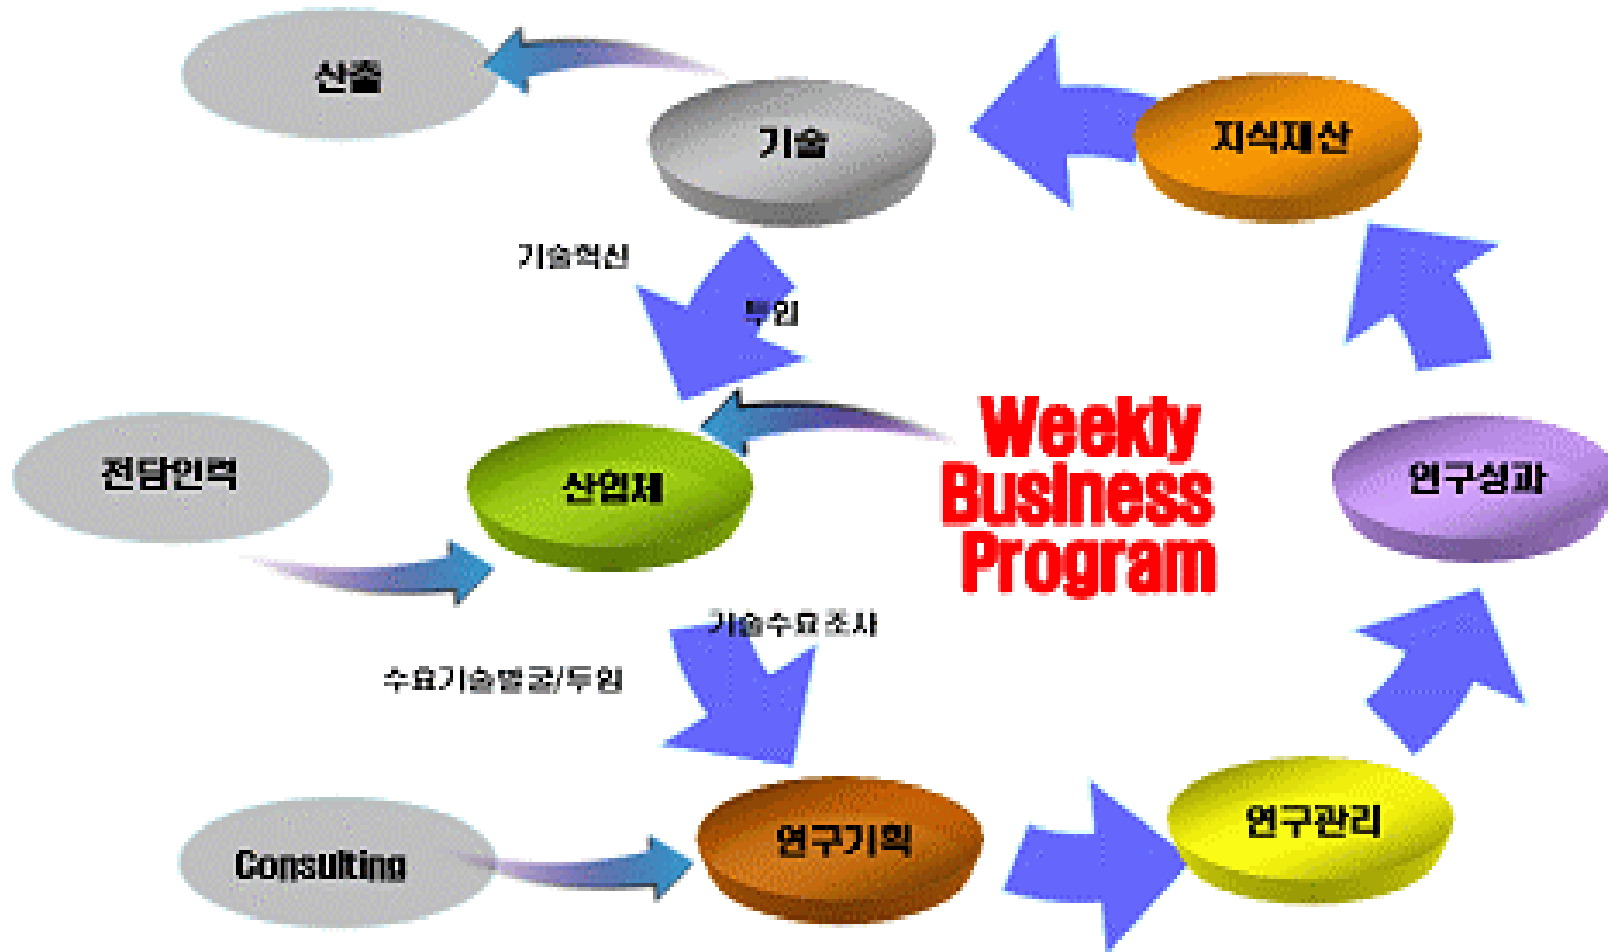 산출
기술
지식재산
기술혁신
투입
Weekly
Business
Program
전담인력
산업체
연구성과
기술수요조사
수요기술발굴/투입
Consulting
연구기획
연구관리